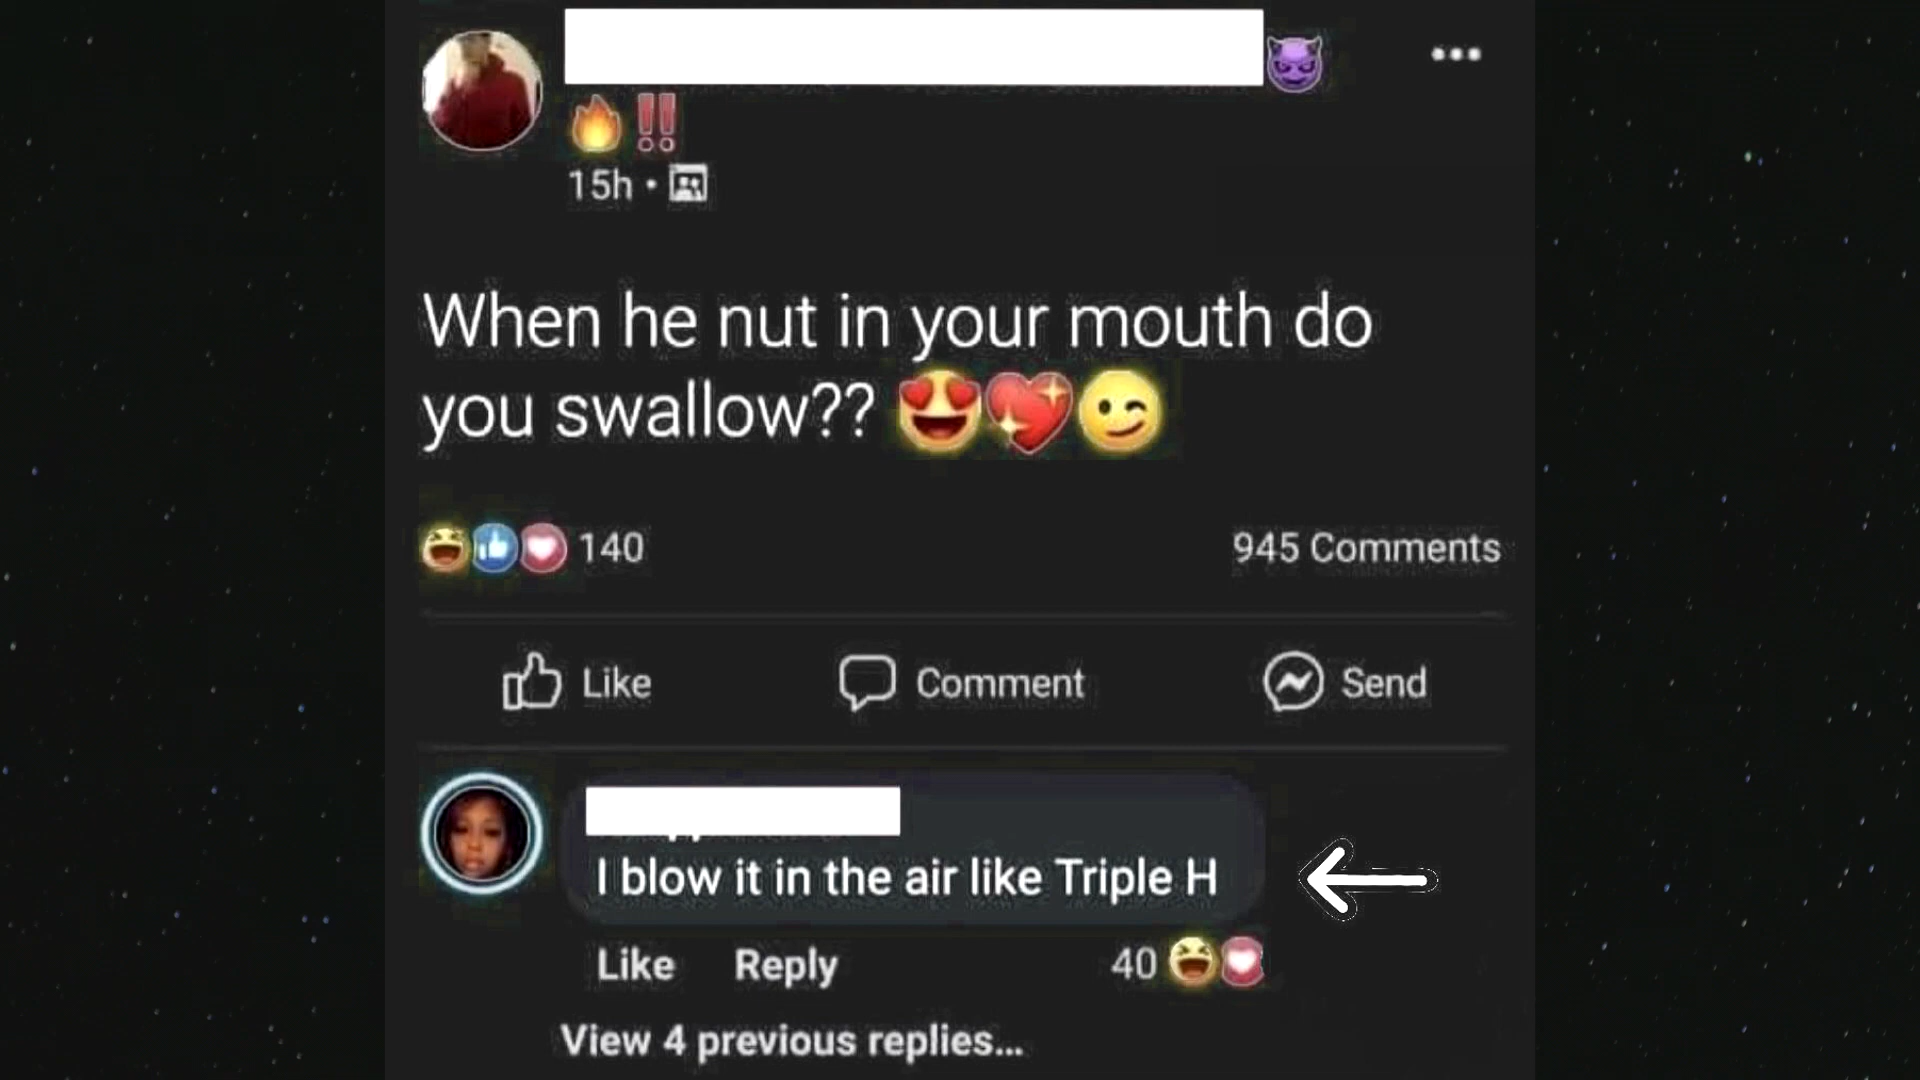 15h
When he nut in your mouth do
you swallow?? 😍💖😉
140
945 Comments
Like
Comment
Send
I blow it in the air like Triple H
Like Reply 40
View 4 previous replies...